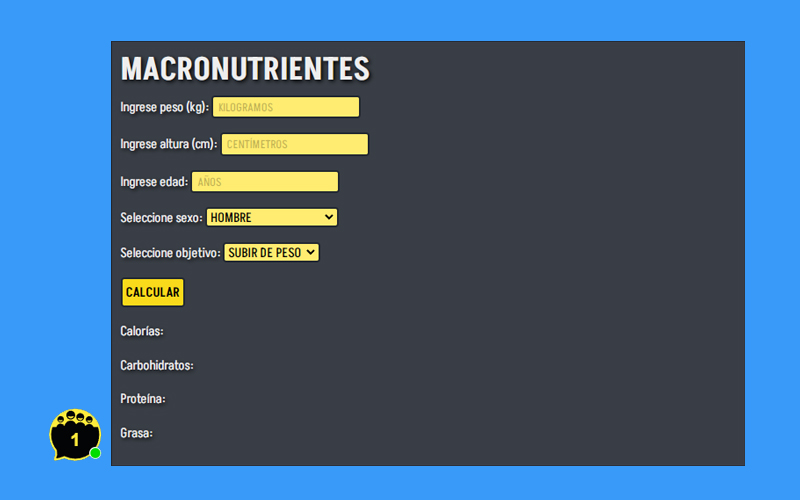 MACRONUTRIENTES
Ingrese peso (kg): KILOGRAMOS
Ingrese altura (cm): CENTÍMETROS
Ingrese edad: AÑOS
Seleccione sexo: HOMBRE
Seleccione objetivo: SUBIR DE PESO
CALCULAR
Calorías:
Carbohidratos:
Proteína:
Grasa:
1